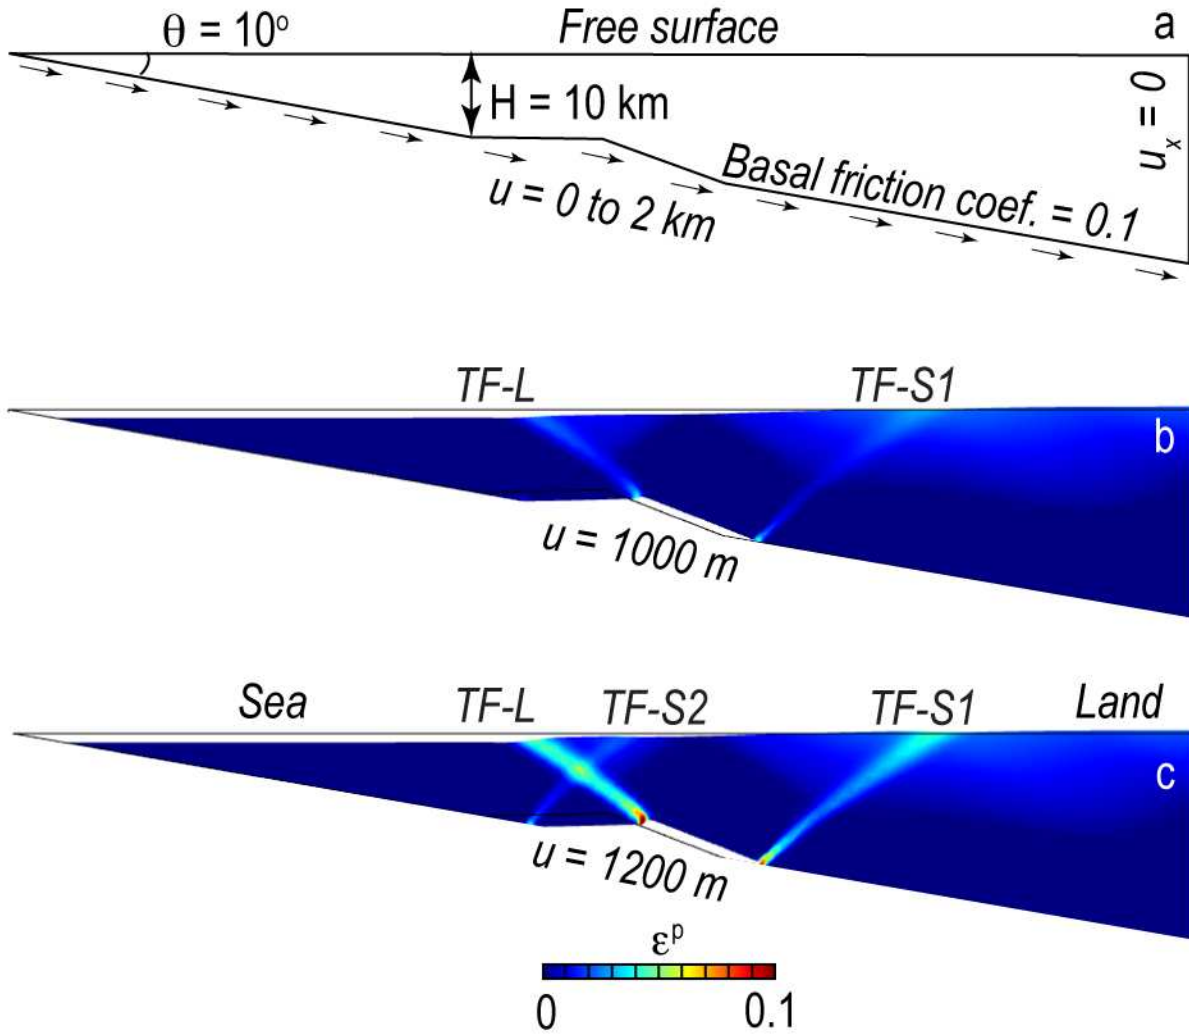 θ = 10°
Free surface
a
H = 10 km
uₓ = 0
Basal friction coef. = 0.1
u = 0 to 2 km
TF-L
TF-S1
b
u = 1000 m
Sea
TF-L
TF-S2
TF-S1
Land
c
u = 1200 m
εᵖ
0
0.1